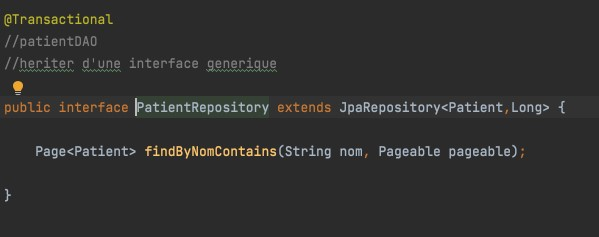 @Transactional
//patientDAO
//heriter d'une interface generique
public interface PatientRepository extends JpaRepository<Patient,Long> {
Page<Patient> findByNomContains(String nom, Pageable pageable);
}